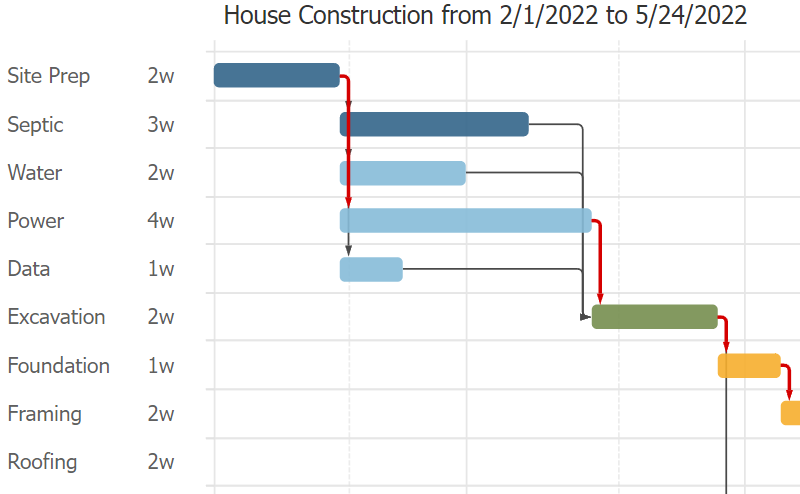 House Construction from 2/1/2022 to 5/24/2022
Site Prep 2w
Septic 3w
Water 2w
Power 4w
Data 1w
Excavation 2w
Foundation 1w
Framing 2w
Roofing 2w